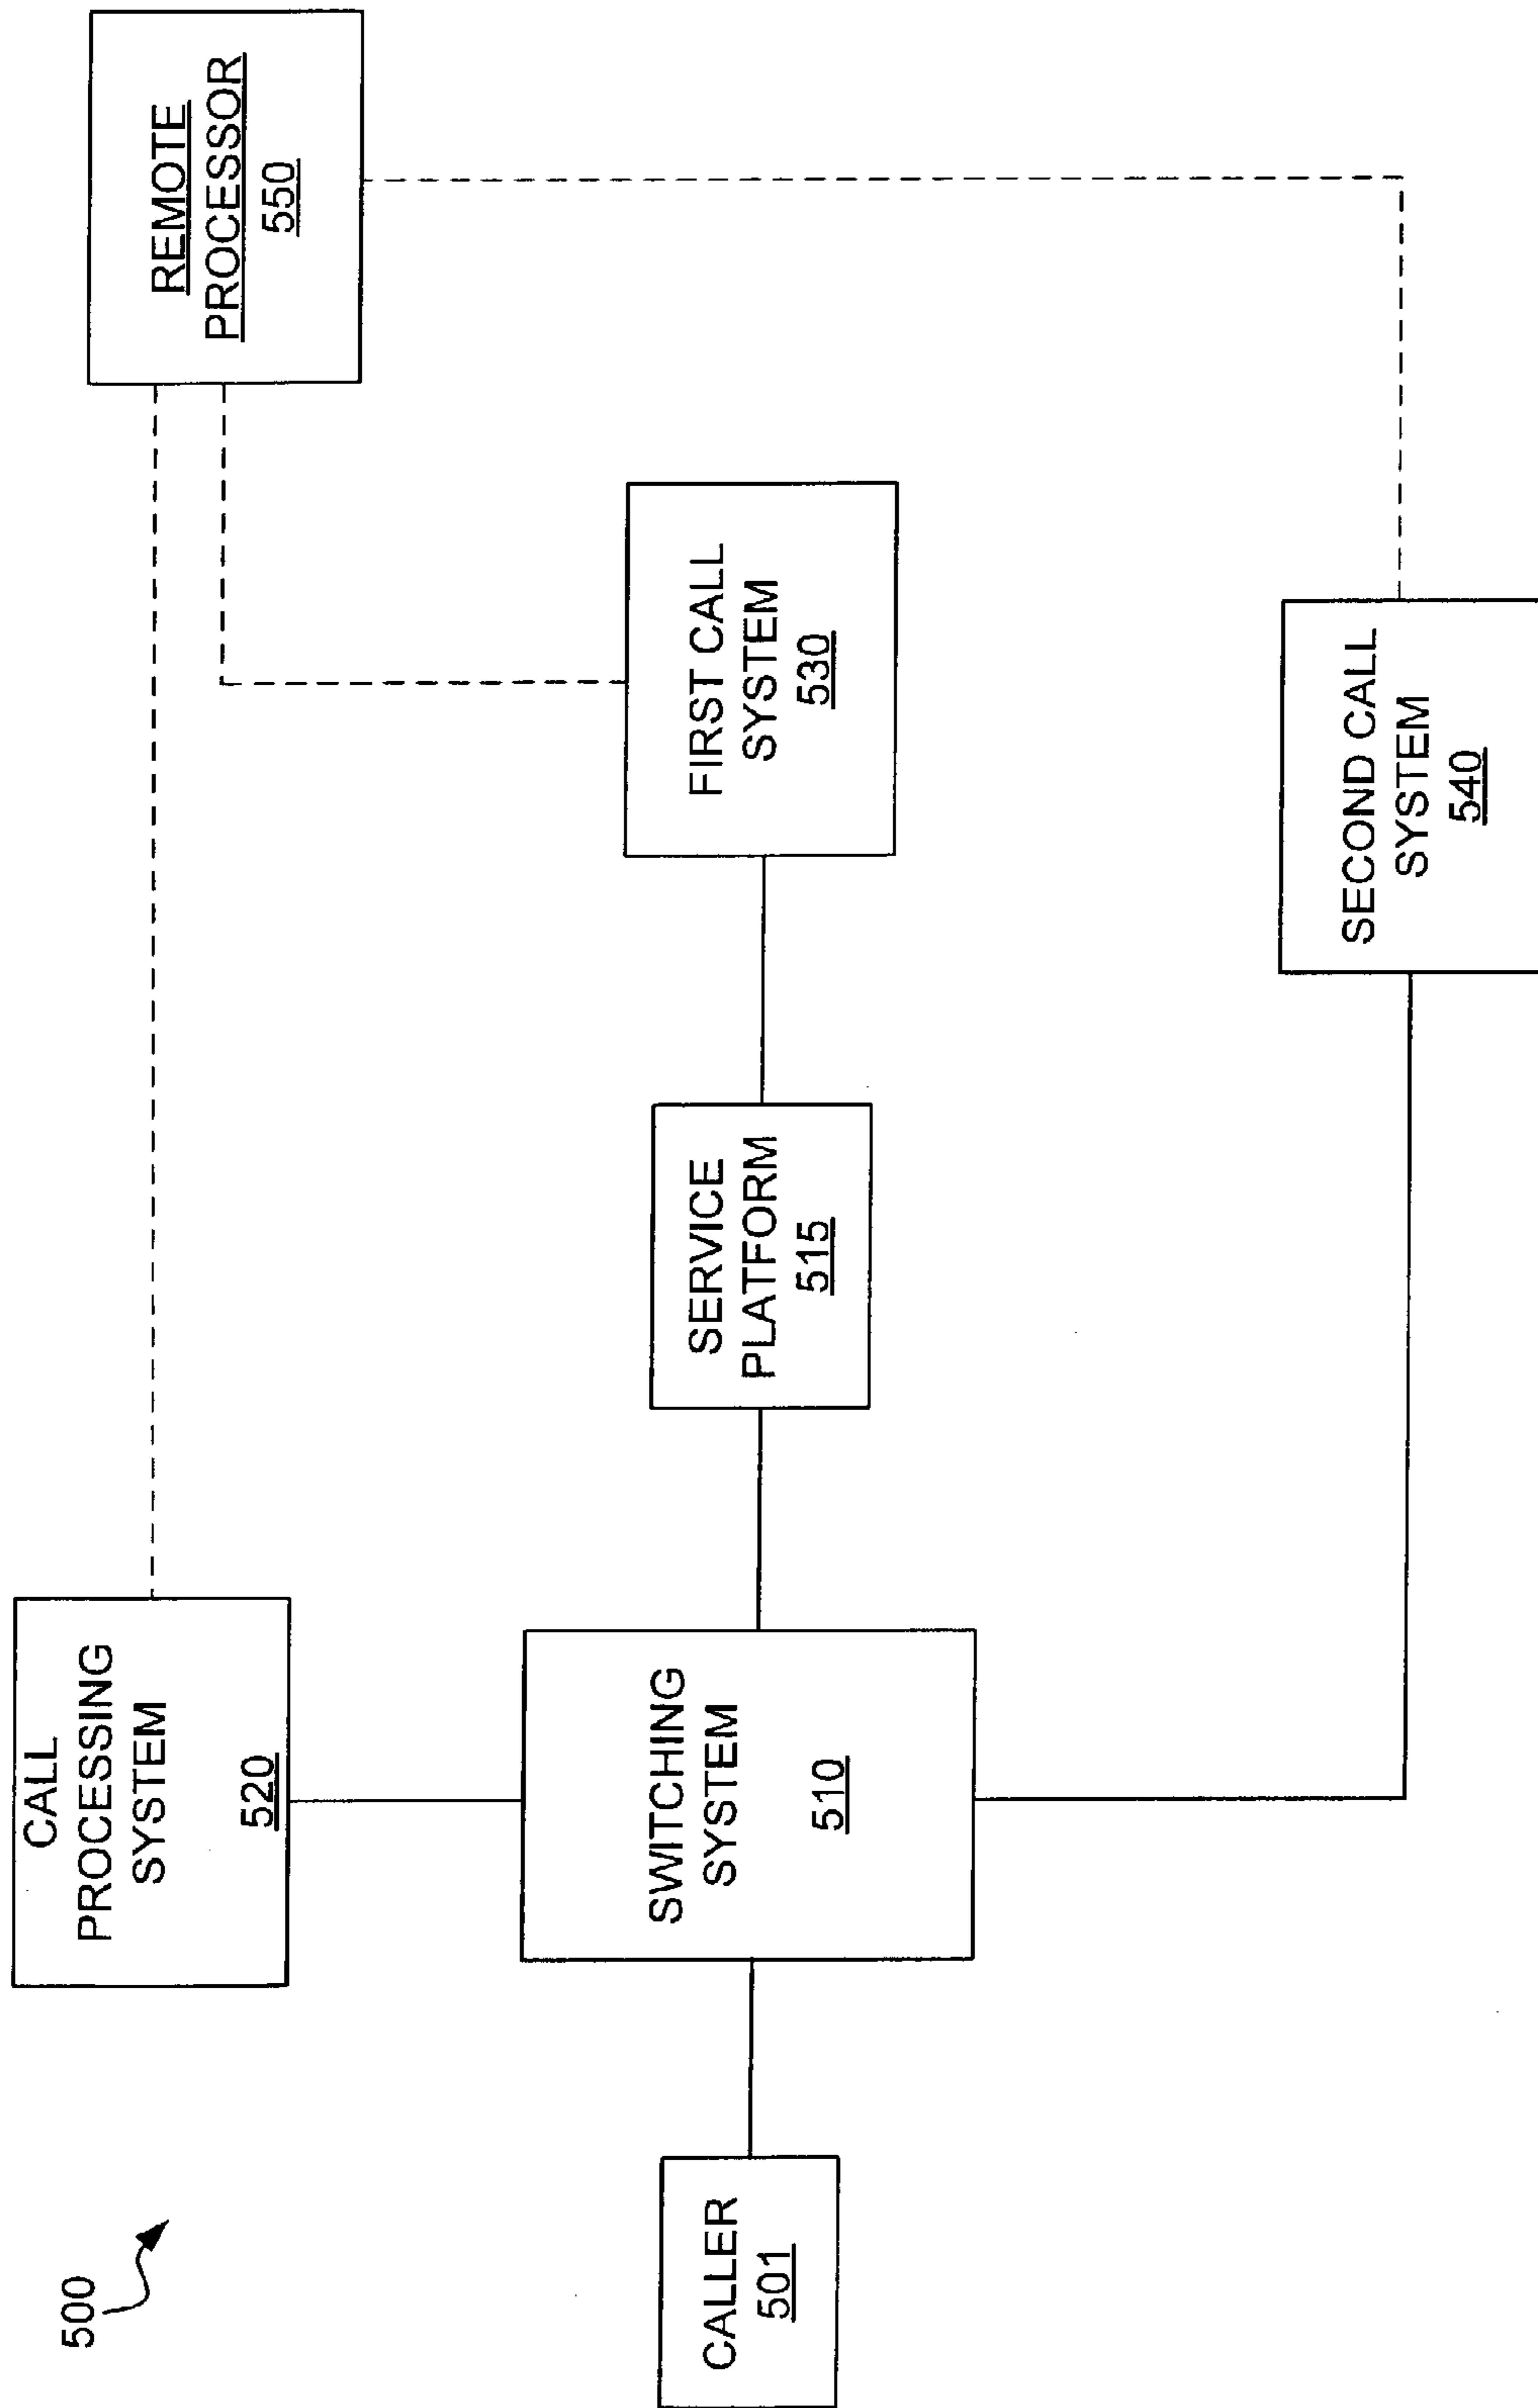 500
CALL
PROCESSING
SYSTEM
520
REMOTE
PROCESSOR
550
CALLER
501
SWITCHING
SYSTEM
510
SERVICE
PLATFORM
515
FIRST CALL
SYSTEM
530
SECOND CALL
SYSTEM
540